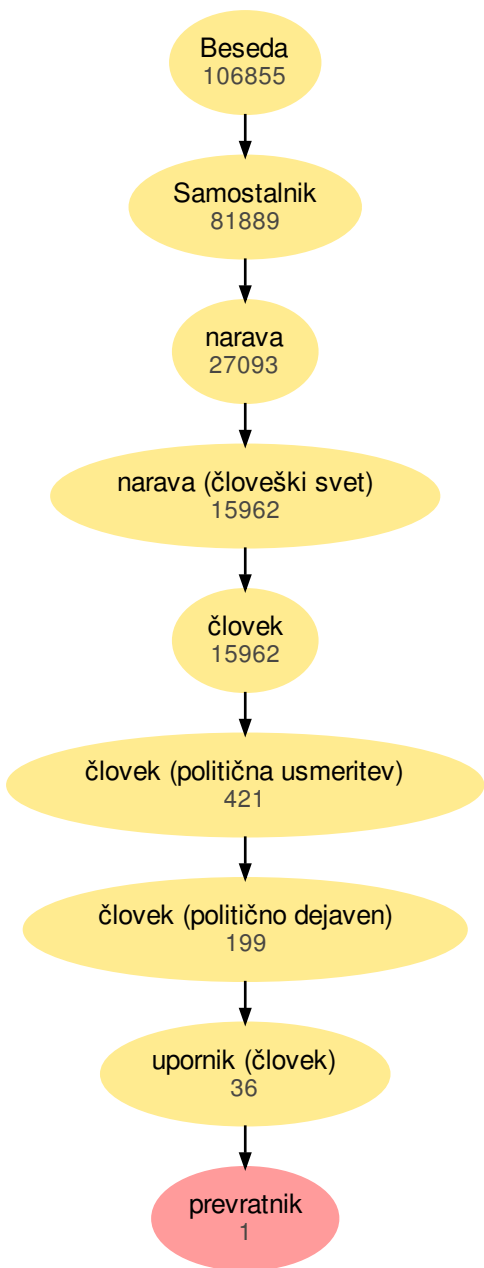 Beseda
106855
Samostalnik
81889
narava
27093
narava (človeški svet)
15962
človek
15962
človek (politična usmeritev)
421
človek (politično dejaven)
199
upornik (človek)
36
prevratnik
1